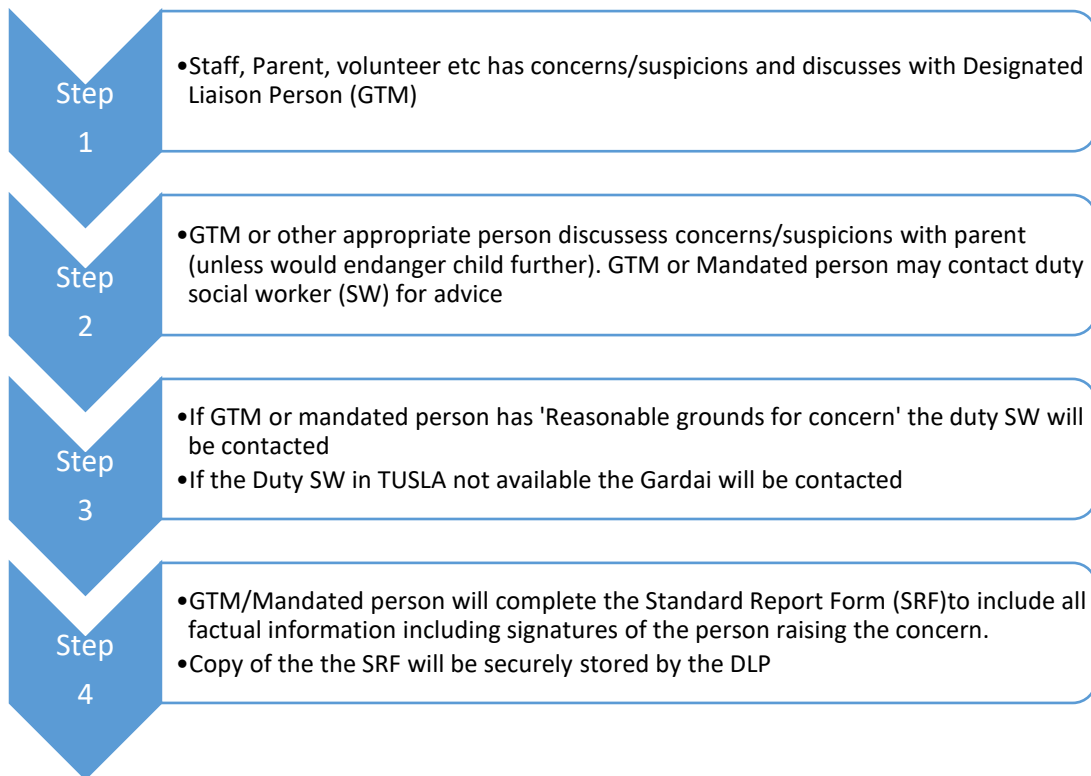 Step
1
•Staff, Parent, volunteer etc has concerns/suspicions and discusses with Designated
Liaison Person (GTM)
Step
2
•GTM or other appropriate person discussess concerns/suspicions with parent
(unless would endanger child further). GTM or Mandated person may contact duty
social worker (SW) for advice
Step
3
•If GTM or mandated person has 'Reasonable grounds for concern' the duty SW will
be contacted
•If the Duty SW in TUSLA not available the Gardai will be contacted
Step
4
•GTM/Mandated person will complete the Standard Report Form (SRF)to include all
factual information including signatures of the person raising the concern.
•Copy of the the SRF will be securely stored by the DLP